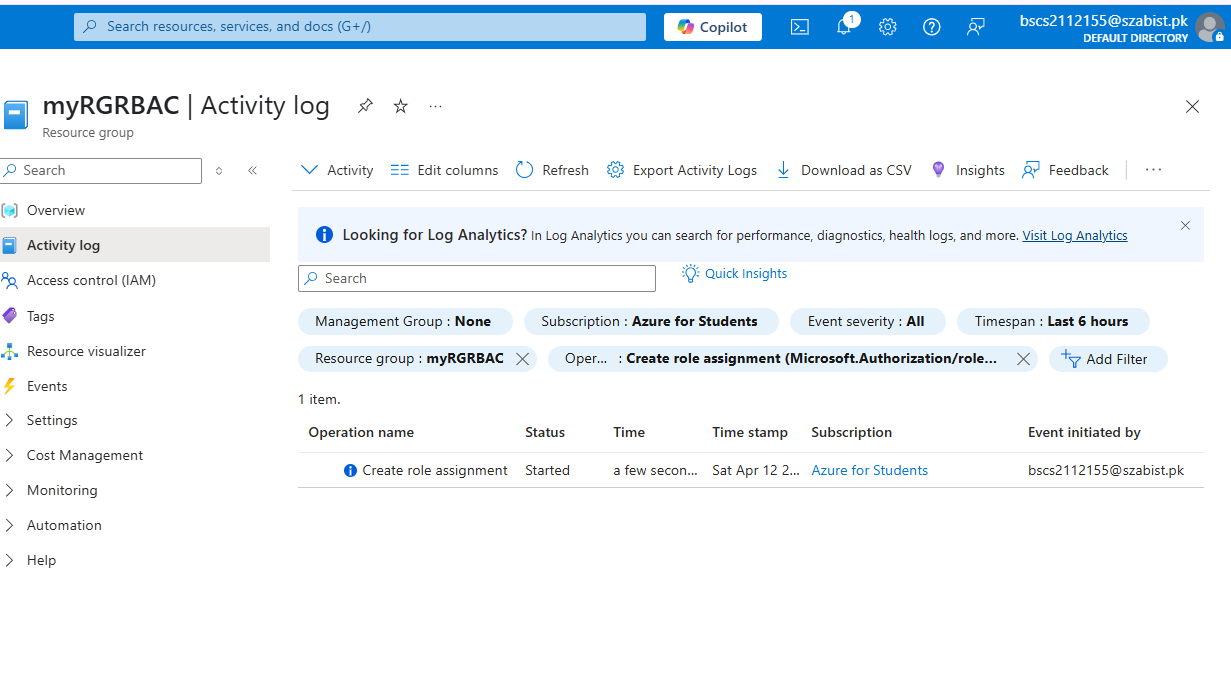 Search resources, services, and docs (G+/)
Copilot
1
bscs2112155@szabist.pk
DEFAULT DIRECTORY
myRGRBAC | Activity log
...
Resource group
Search
Activity
Edit columns
Refresh
Export Activity Logs
Download as CSV
Insights
Feedback
...
Overview
Activity log
Access control (IAM)
Tags
Resource visualizer
Events
Settings
Cost Management
Monitoring
Automation
Help
Looking for Log Analytics? In Log Analytics you can search for performance, diagnostics, health logs, and more. Visit Log Analytics
Search
Quick Insights
Management Group : None
Subscription : Azure for Students
Event severity : All
Timespan : Last 6 hours
Resource group : myRGRBAC
Oper... : Create role assignment (Microsoft.Authorization/role...
Add Filter
1 item.
Operation name Status Time Time stamp Subscription Event initiated by
Create role assignment Started a few secon... Sat Apr 12 2... Azure for Students bscs2112155@szabist.pk